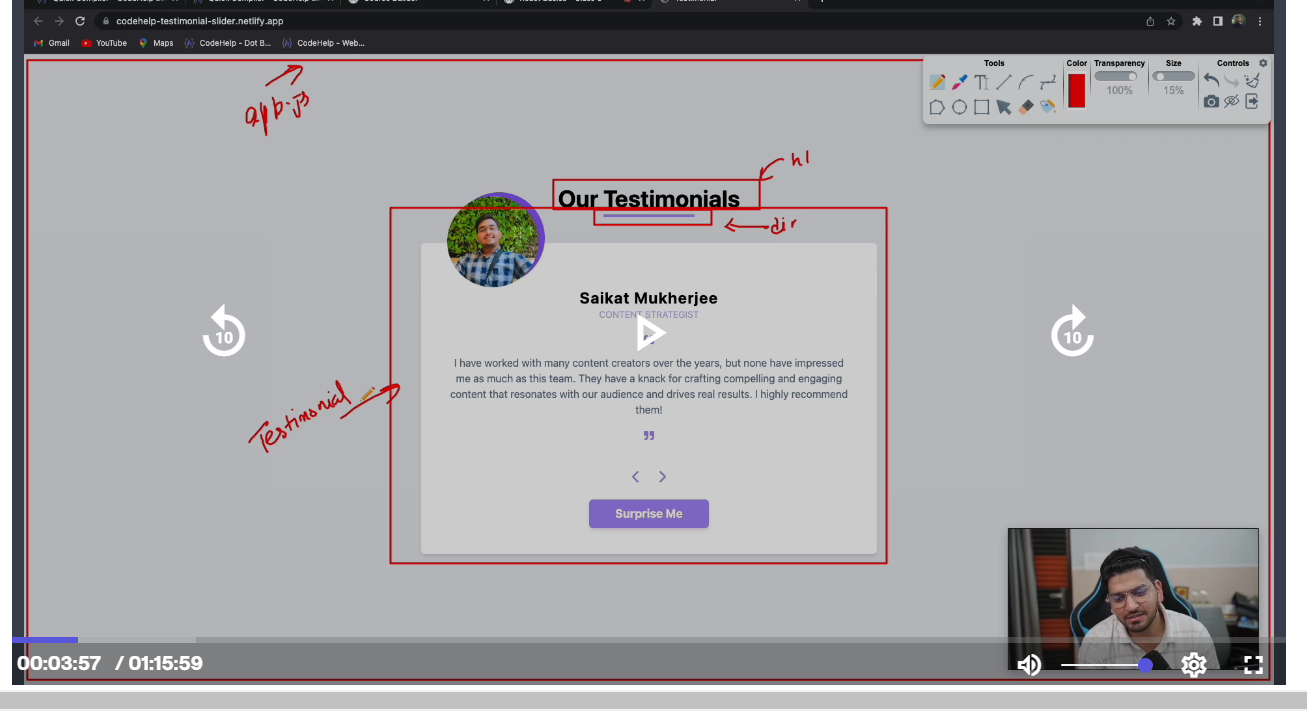 codehelp-testimonial-slider.netlify.app
Gmail YouTube Maps CodeHelp - Dot B... CodeHelp - Web...
Tools Color Transparency Size Controls
100% 15%
app.js
h1
Our Testimonials
div
Saikat Mukherjee
CONTENT STRATEGIST
10
10
I have worked with many content creators over the years, but none have impressed
me as much as this team. They have a knack for crafting compelling and engaging
content that resonates with our audience and drives real results. I highly recommend
them!
Testimonial
Surprise Me
00:03:57 / 01:15:59